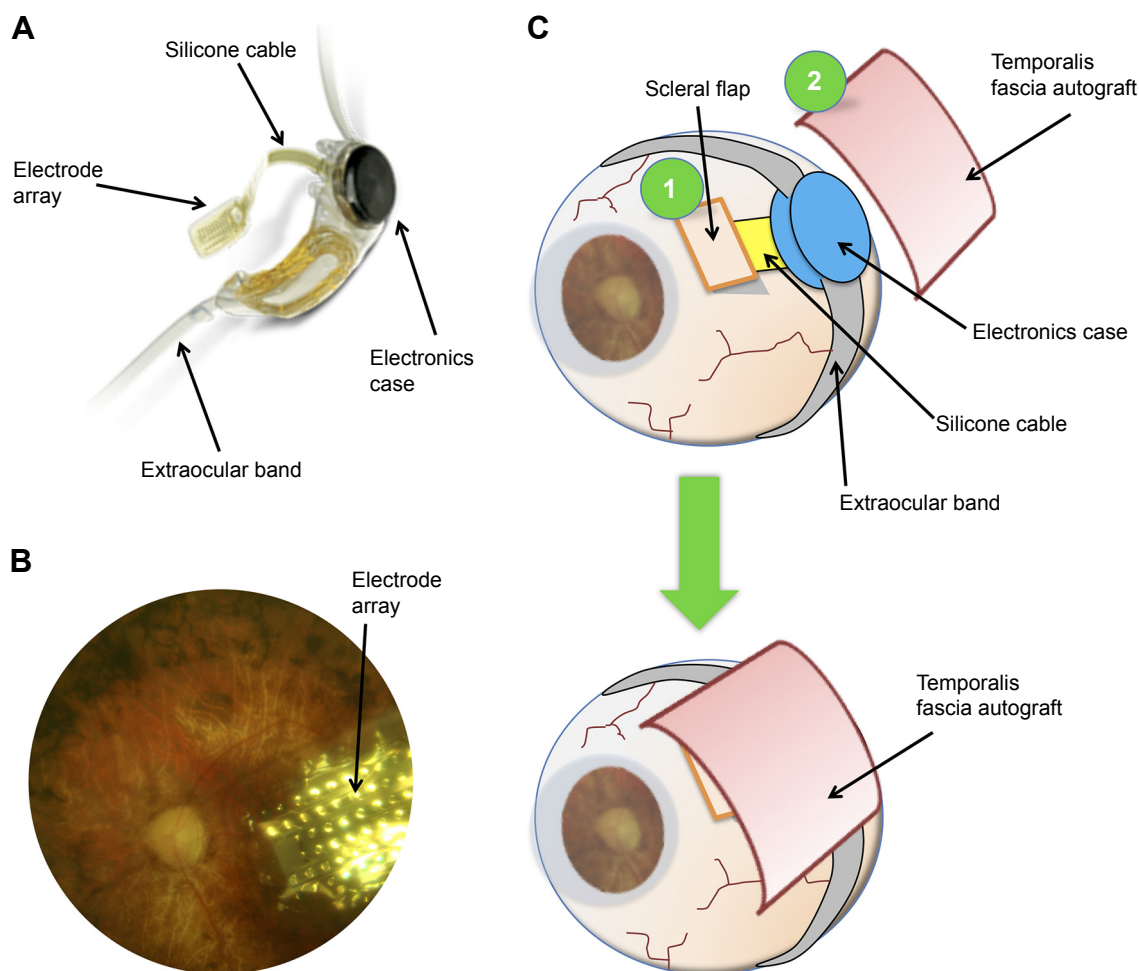 A
Silicone cable
Electrode
array
Electronics
case
Extraocular band
B
Electrode
array
C
2
Temporalis
fascia autograft
Scleral flap
1
Electronics case
Silicone cable
Extraocular band
Temporalis
fascia autograft